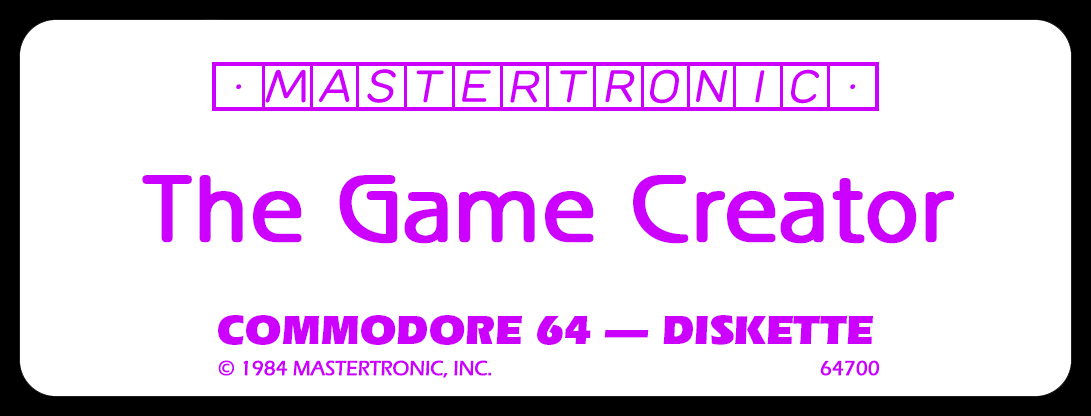 · MASTERTRONIC ·
The Game Creator
COMMODORE 64 — DISKETTE
© 1984 MASTERTRONIC, INC. 64700